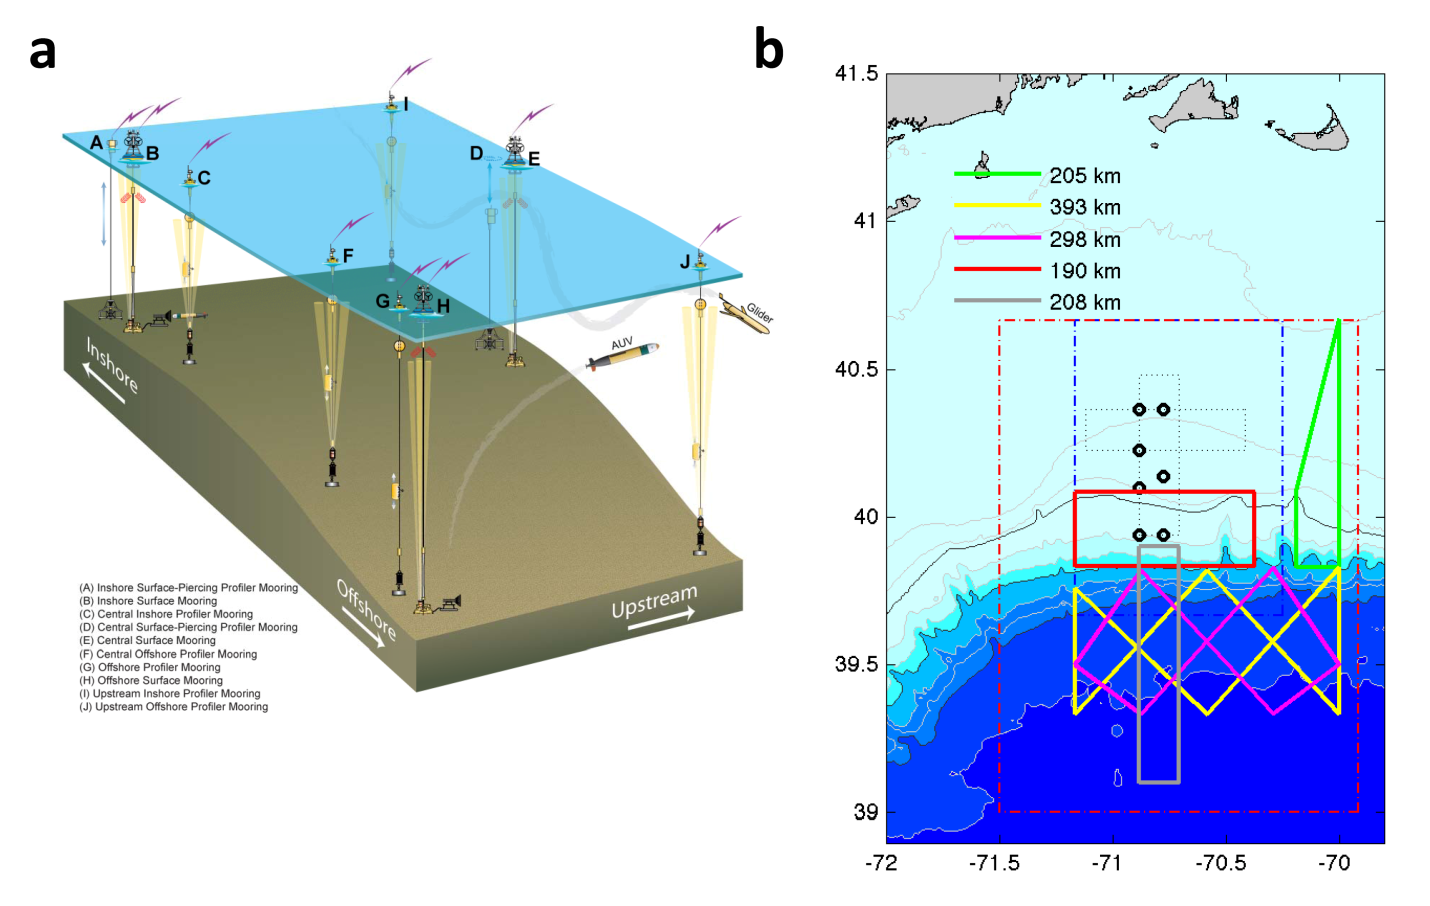 a
A
B
C
D
E
F
G
H
I
J
Glider
AUV
Inshore
Offshore
Upstream
(A) Inshore Surface-Piercing Profiler Mooring
(B) Inshore Surface Mooring
(C) Central Inshore Profiler Mooring
(D) Central Surface-Piercing Profiler Mooring
(E) Central Surface Mooring
(F) Central Offshore Profiler Mooring
(G) Offshore Profiler Mooring
(H) Offshore Surface Mooring
(I) Upstream Inshore Profiler Mooring
(J) Upstream Offshore Profiler Mooring
b
41.5
41
40.5
40
39.5
39
205 km
393 km
298 km
190 km
208 km
-72
-71.5
-71
-70.5
-70